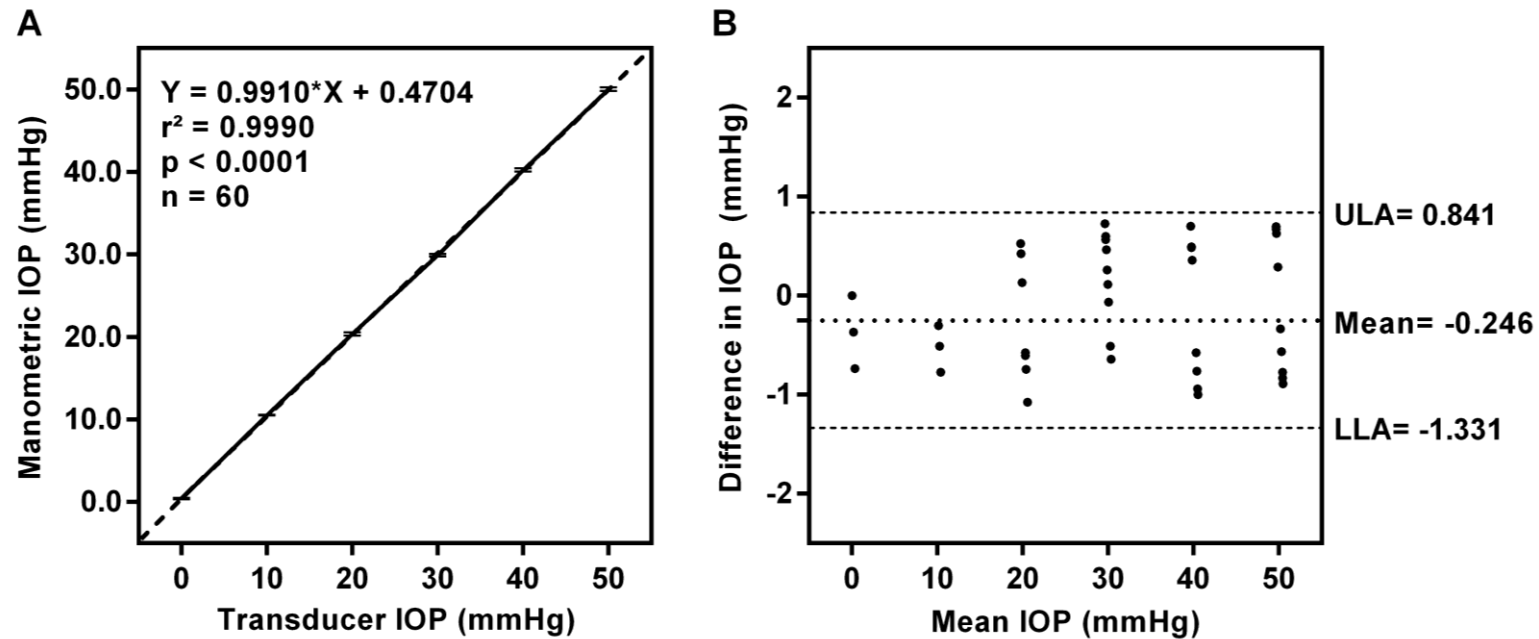 A
Y = 0.9910*X + 0.4704
r² = 0.9990
p < 0.0001
n = 60
Manometric IOP (mmHg)
50.0
40.0
30.0
20.0
10.0
0.0
0 10 20 30 40 50
Transducer IOP (mmHg)
B
Difference in IOP (mmHg)
2
1
0
-1
-2
ULA= 0.841
Mean= -0.246
LLA= -1.331
0 10 20 30 40 50
Mean IOP (mmHg)